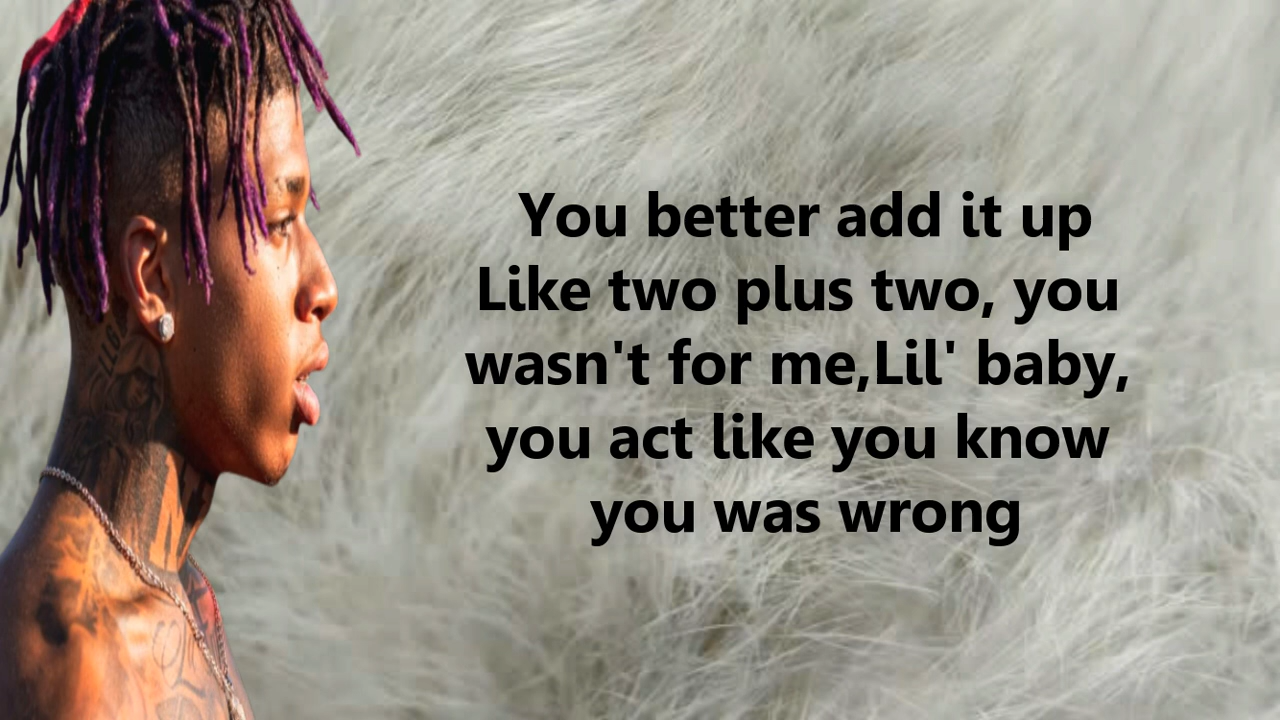 You better add it up
Like two plus two, you
wasn't for me,Lil' baby,
you act like you know
you was wrong